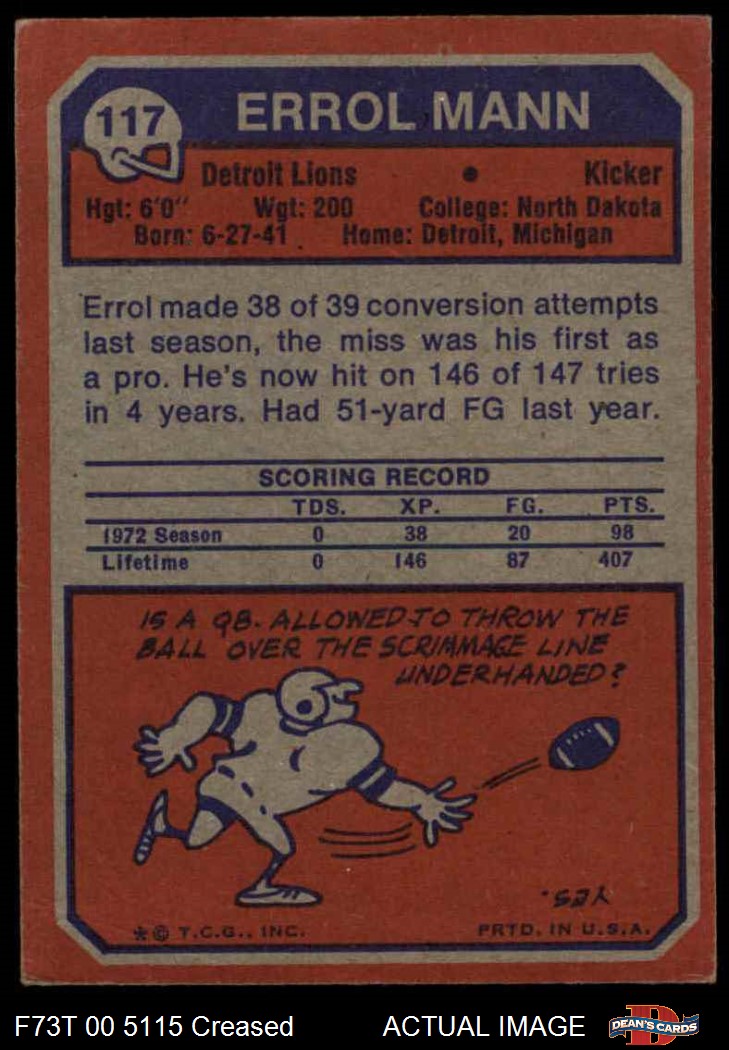 117
ERROL MANN
Detroit Lions • Kicker
Hgt: 6'0" Wgt: 200 College: North Dakota
Born: 6-27-41 Home: Detroit, Michigan
Errol made 38 of 39 conversion attempts
last season, the miss was his first as
a pro. He's now hit on 146 of 147 tries
in 4 years. Had 51-yard FG last year.
SCORING RECORD
TDS. XP. FG. PTS.
1972 Season 0 38 20 98
Lifetime 0 146 87 407
IS A QB. ALLOWED TO THROW THE
BALL OVER THE SCRIMMAGE LINE
UNDERHANDED?
YES.
* © T.C.G., INC. PRTD. IN U.S.A.
F73T 00 5115 Creased ACTUAL IMAGE
D
DEAN'S CARDS